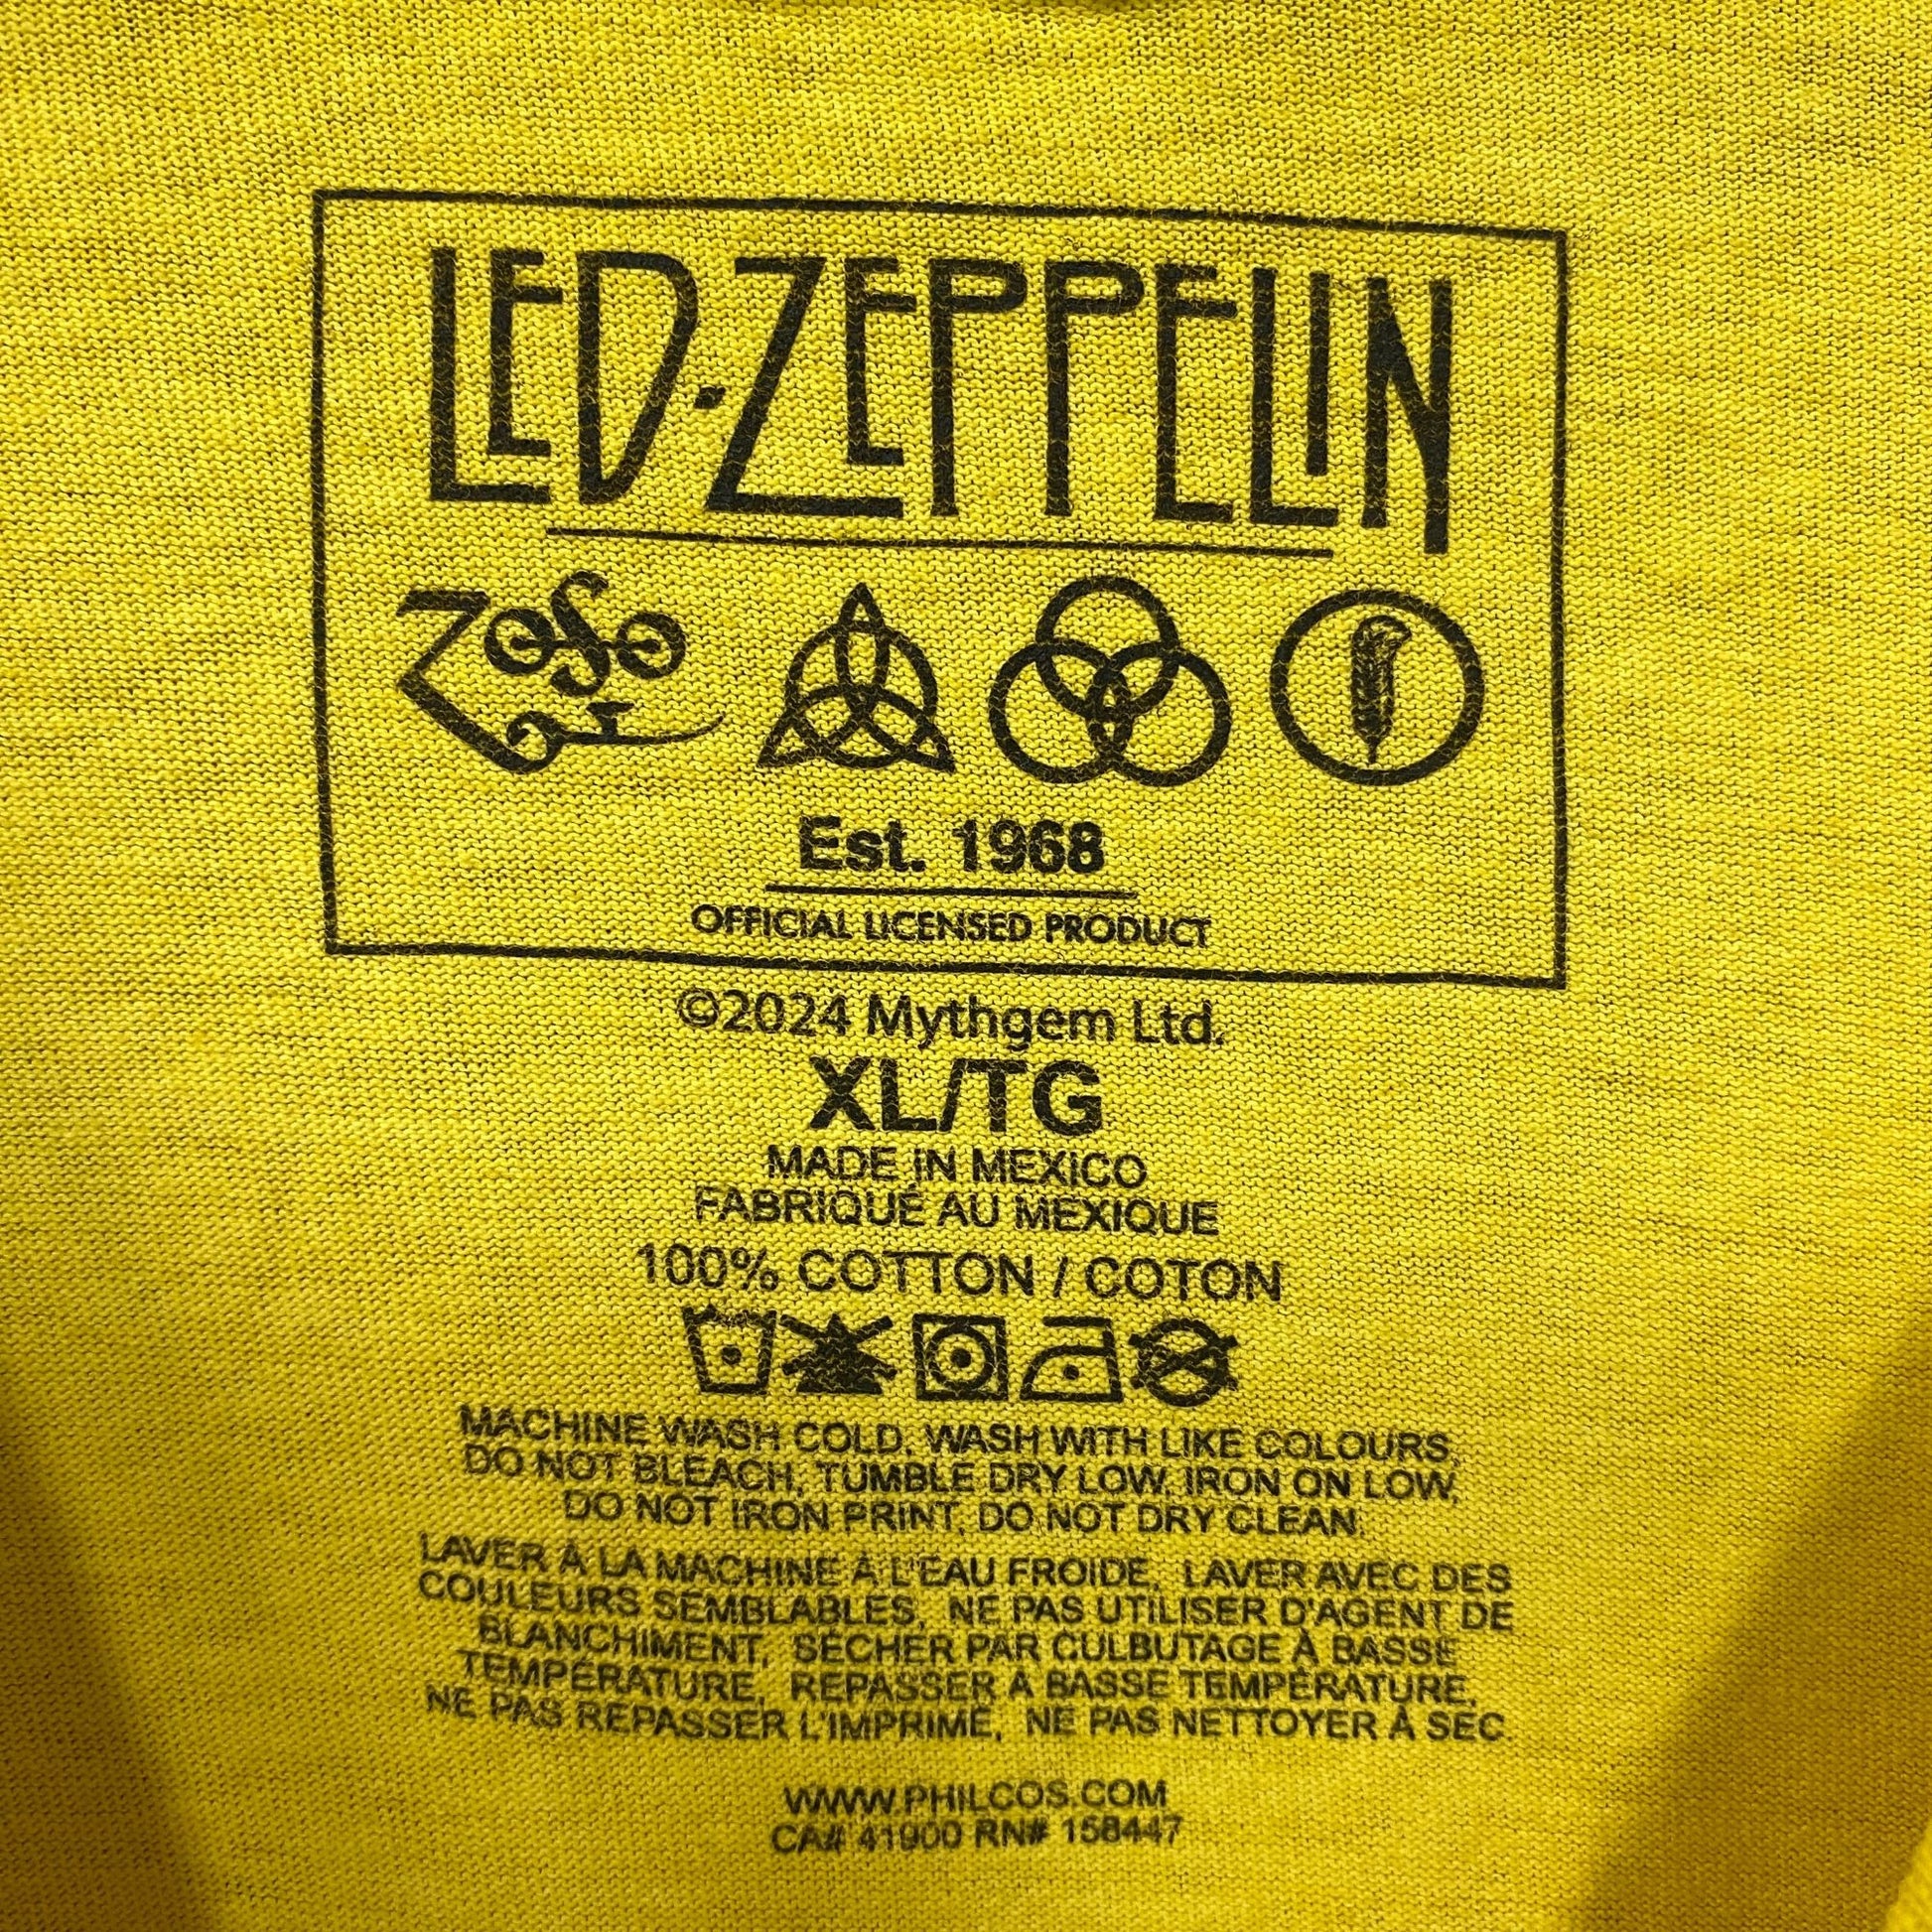 LED·ZEPPELIN
ZoSo
Est. 1968
OFFICIAL LICENSED PRODUCT
©2024 Mythgem Ltd.
XL/TG
MADE IN MEXICO
FABRIQUÉ AU MEXIQUE
100% COTTON / COTON
MACHINE WASH COLD, WASH WITH LIKE COLOURS,
DO NOT BLEACH, TUMBLE DRY LOW, IRON ON LOW,
DO NOT IRON PRINT, DO NOT DRY CLEAN.
LAVER À LA MACHINE À L'EAU FROIDE, LAVER AVEC DES
COULEURS SEMBLABLES, NE PAS UTILISER D'AGENT DE
BLANCHIMENT, SÉCHER PAR CULBUTAGE À BASSE
TEMPÉRATURE, REPASSER À BASSE TEMPÉRATURE,
NE PAS REPASSER L'IMPRIMÉ, NE PAS NETTOYER À SEC
WWW.PHILCOS.COM
CA# 41900 RN# 158447